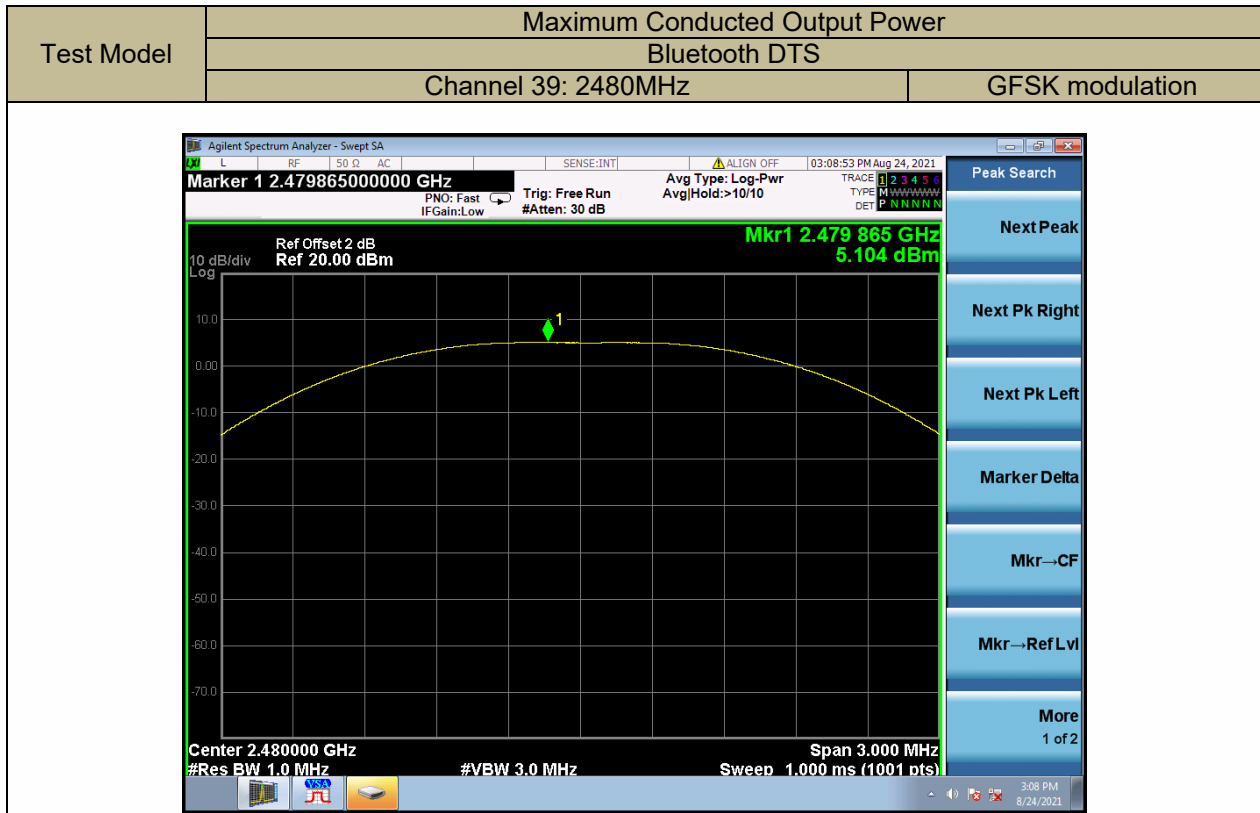 Test Model
Maximum Conducted Output Power
Bluetooth DTS
Channel 39: 2480MHz GFSK modulation
Agilent Spectrum Analyzer - Swept SA
LXI L RF 50 Ω AC SENSE:INT ALIGN OFF 03:08:53 PM Aug 24, 2021
Marker 1 2.479865000000 GHz
PNO: Fast
IFGain:Low
Trig: Free Run
#Atten: 30 dB
Avg Type: Log-Pwr
Avg|Hold:>10/10
TRACE 1 2 3 4 5 6
TYPE M W W W W W
DET P N N N N N
Mkr1 2.479 865 GHz
5.104 dBm
Ref Offset 2 dB
10 dB/div Ref 20.00 dBm
Log
10.0
1
0.00
-10.0
-20.0
-30.0
-40.0
-50.0
-60.0
-70.0
Center 2.480000 GHz Span 3.000 MHz
#Res BW 1.0 MHz #VBW 3.0 MHz Sweep 1.000 ms (1001 pts)
Peak Search
Next Peak
Next Pk Right
Next Pk Left
Marker Delta
Mkr→CF
Mkr→Ref Lvl
More
1 of 2
VSA
3:08 PM
8/24/2021